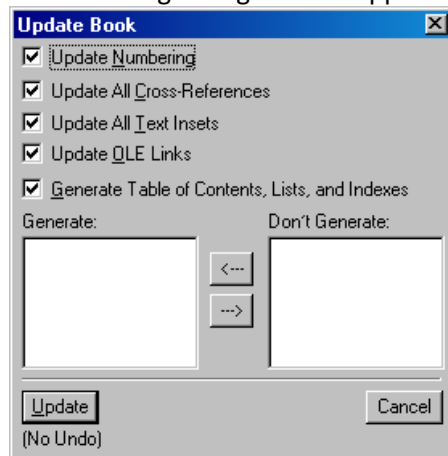 Update Book
Update Numbering
Update All Cross-References
Update All Text Insets
Update OLE Links
Generate Table of Contents, Lists, and Indexes
Generate: Don't Generate:
<---
--->
Update Cancel
(No Undo)